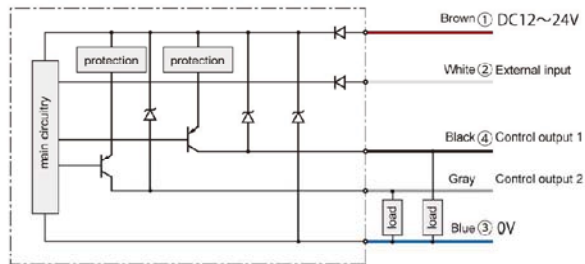 Brown ① DC12～24V
protection
protection
White ② External input
main circuitry
Black ④ Control output 1
Gray Control output 2
load
load
Blue ③ 0V